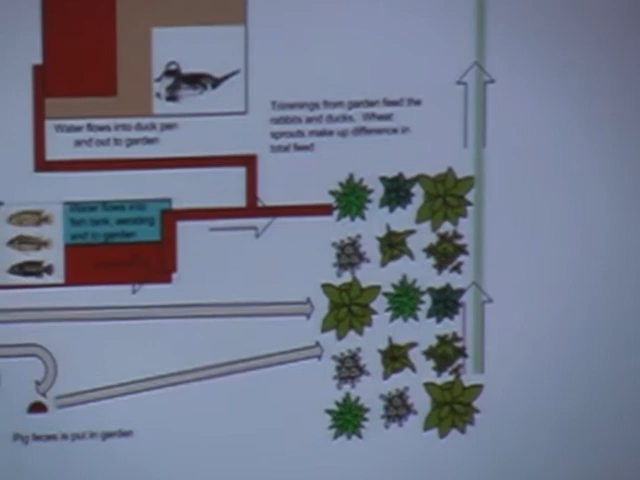 Water flows into duck pen
and out to garden
Trimmings from garden feed the
rabbits and ducks. Wheat
sprouts make up difference in
total feed
Water flows into
fish tank, aerating
and to garden
Pig feces is put in garden